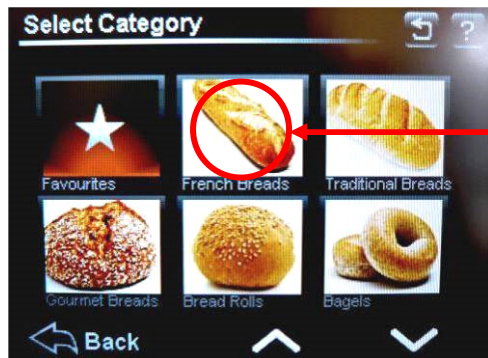 Select Category
?
Favourites
French Breads
Traditional Breads
Gourmet Breads
Bread Rolls
Bagels
Back